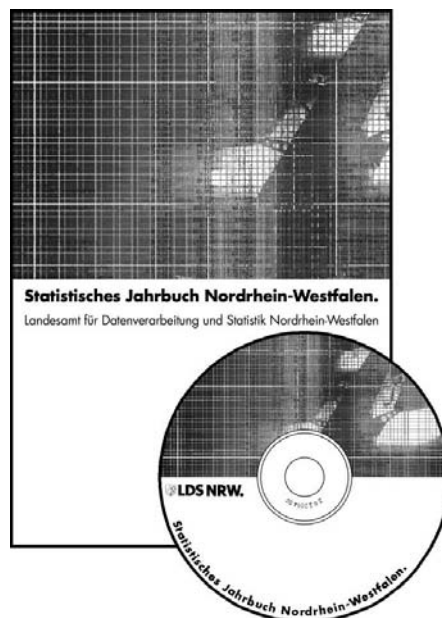 Statistisches Jahrbuch Nordrhein-Westfalen.
Landesamt für Datenverarbeitung und Statistik Nordrhein-Westfalen
LDS NRW.
Statistisches Jahrbuch Nordrhein-Westfalen.